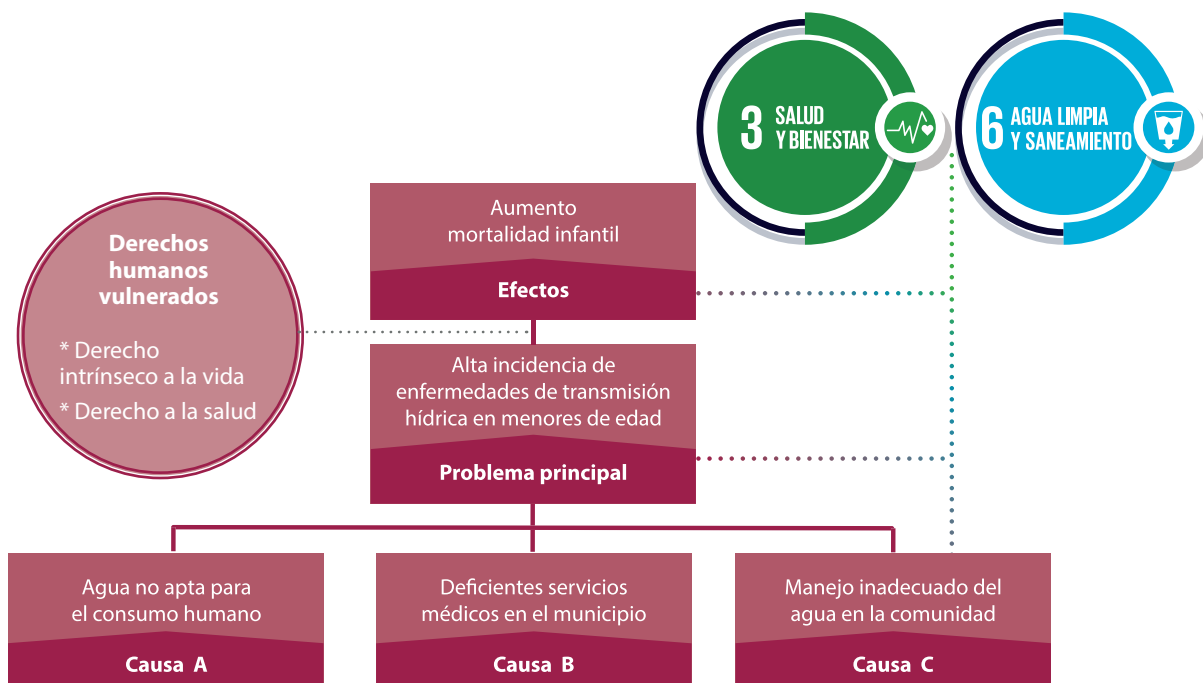 3 SALUD
Y BIENESTAR
6 AGUA LIMPIA
Y SANEAMIENTO
Aumento
mortalidad infantil
Efectos
Derechos
humanos
vulnerados
* Derecho
intrínseco a la vida
* Derecho a la salud
Alta incidencia de
enfermedades de transmisión
hídrica en menores de edad
Problema principal
Agua no apta para
el consumo humano
Causa A
Deficientes servicios
médicos en el municipio
Causa B
Manejo inadecuado del
agua en la comunidad
Causa C